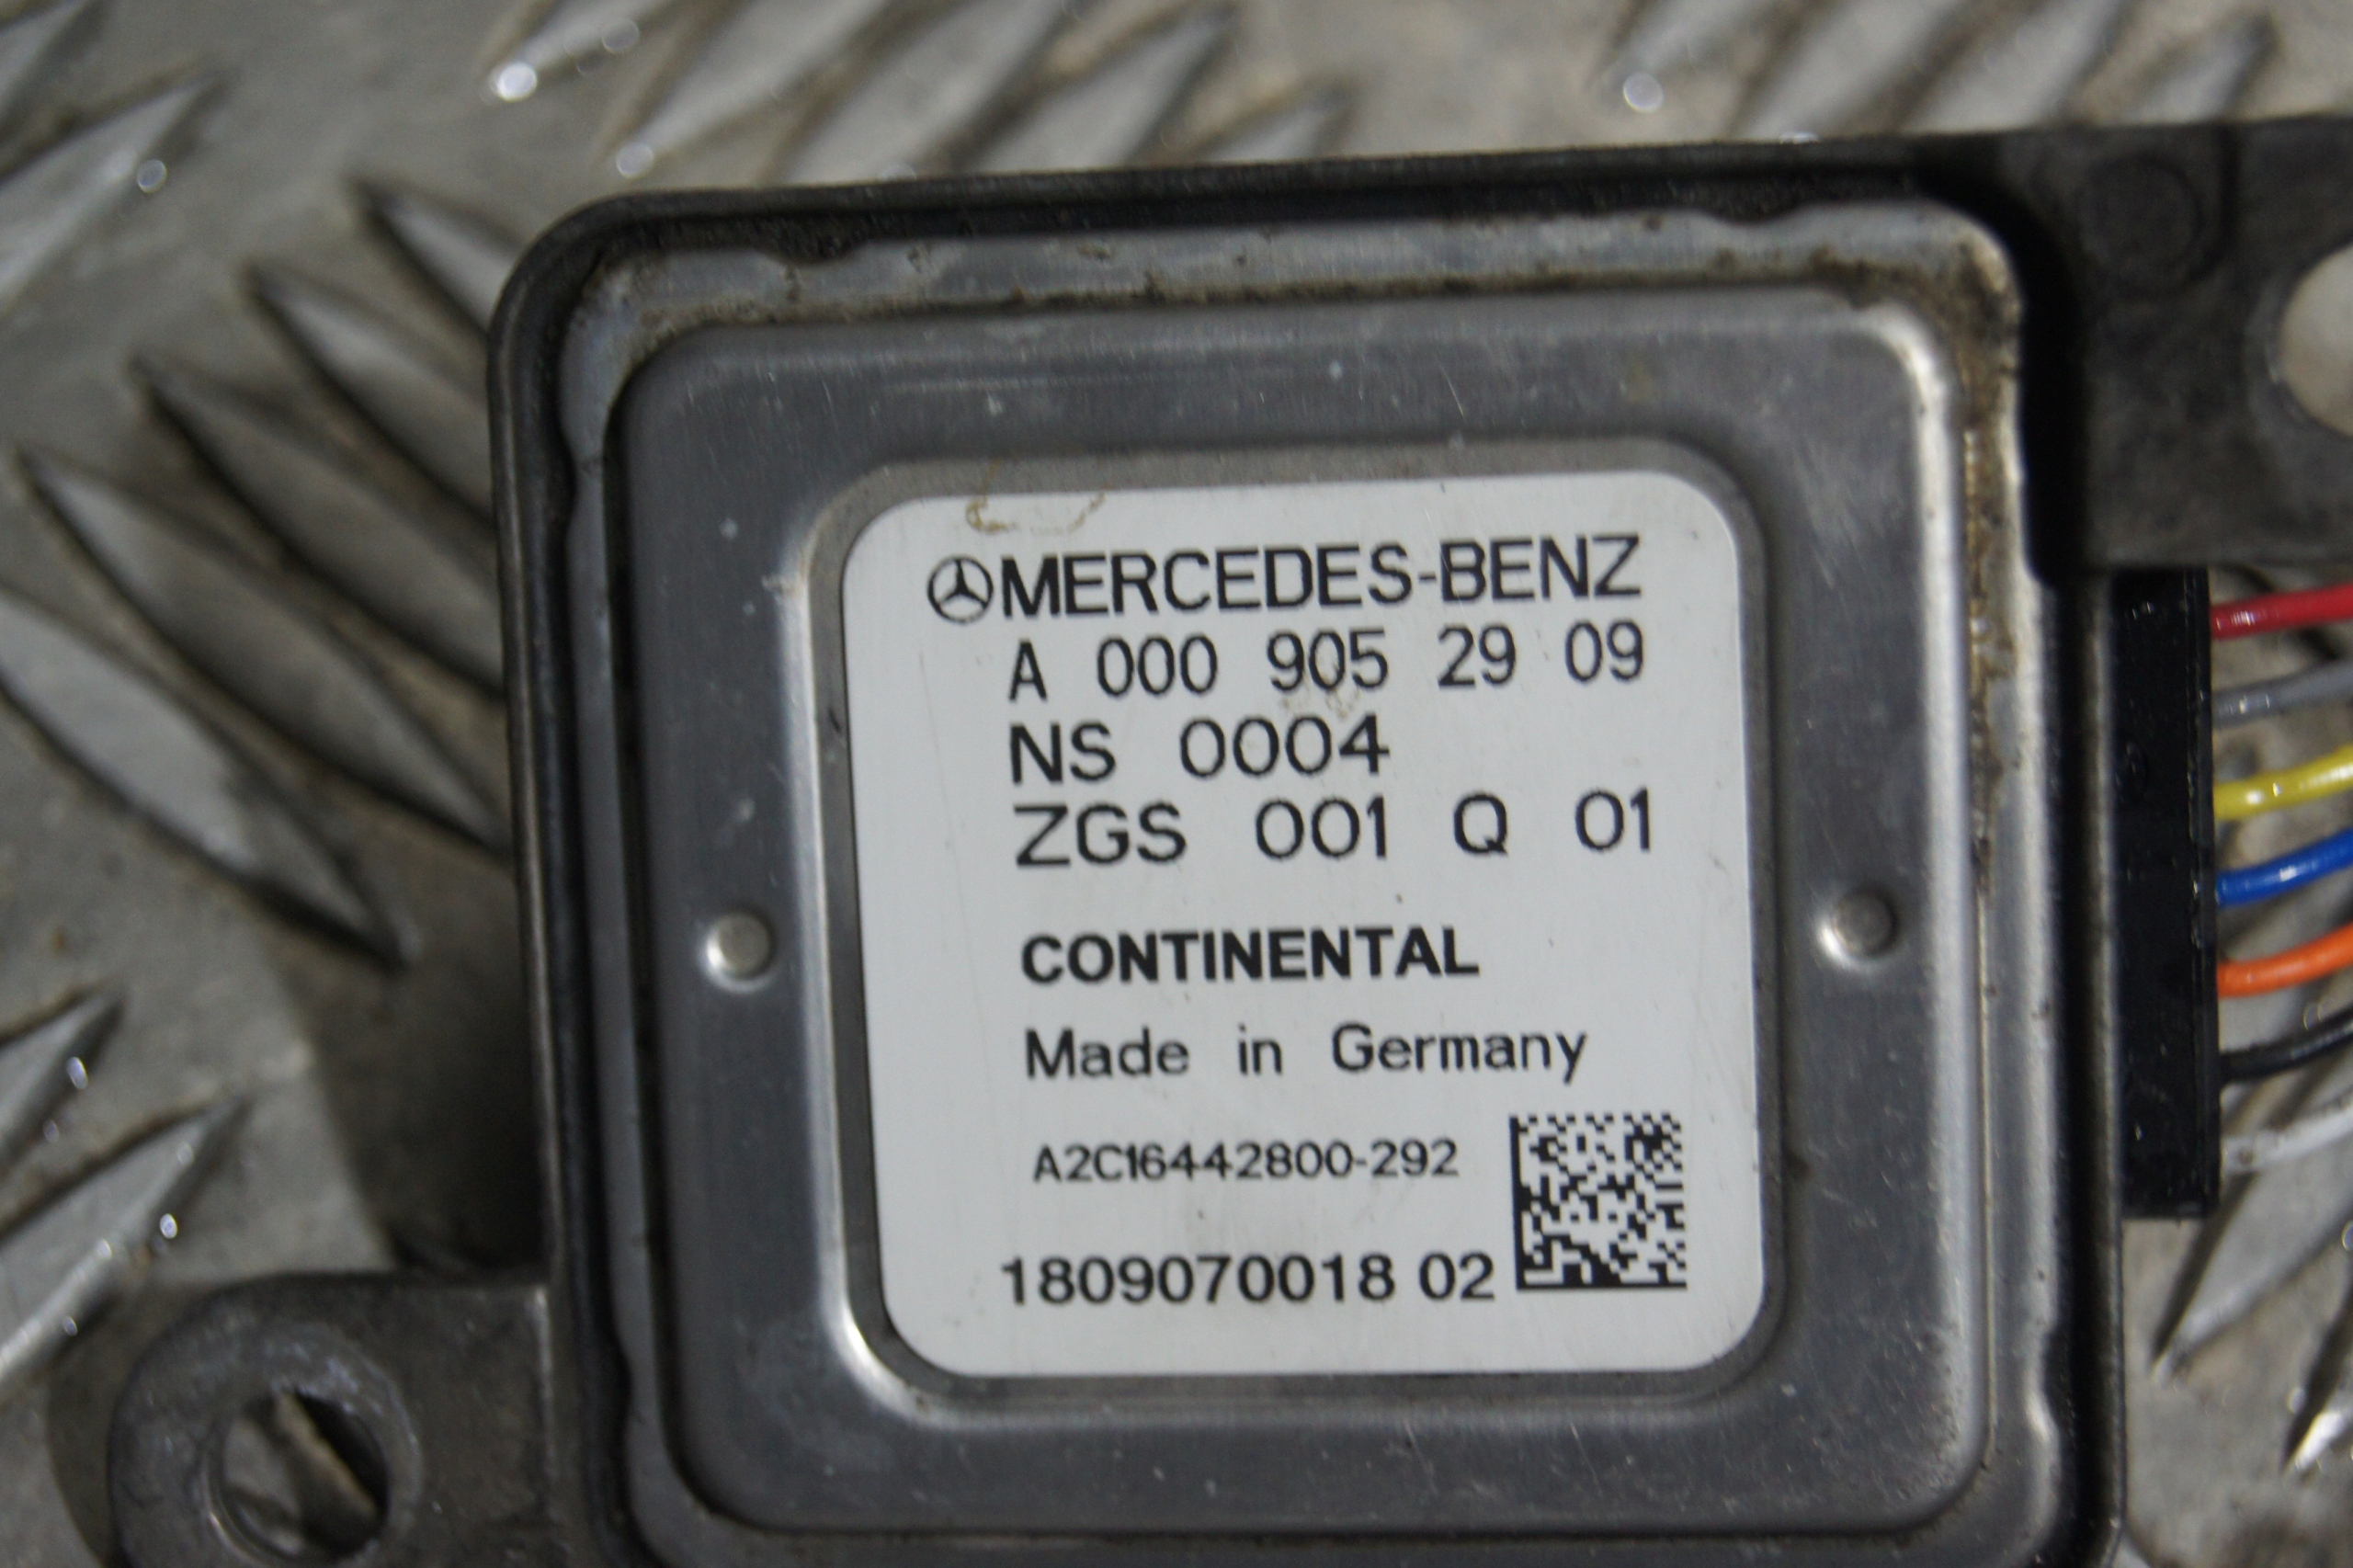 MERCEDES-BENZ
A 000 905 29 09
NS 0004
ZGS 001 Q 01
CONTINENTAL
Made in Germany
A2C16442800-292
1809070018 02